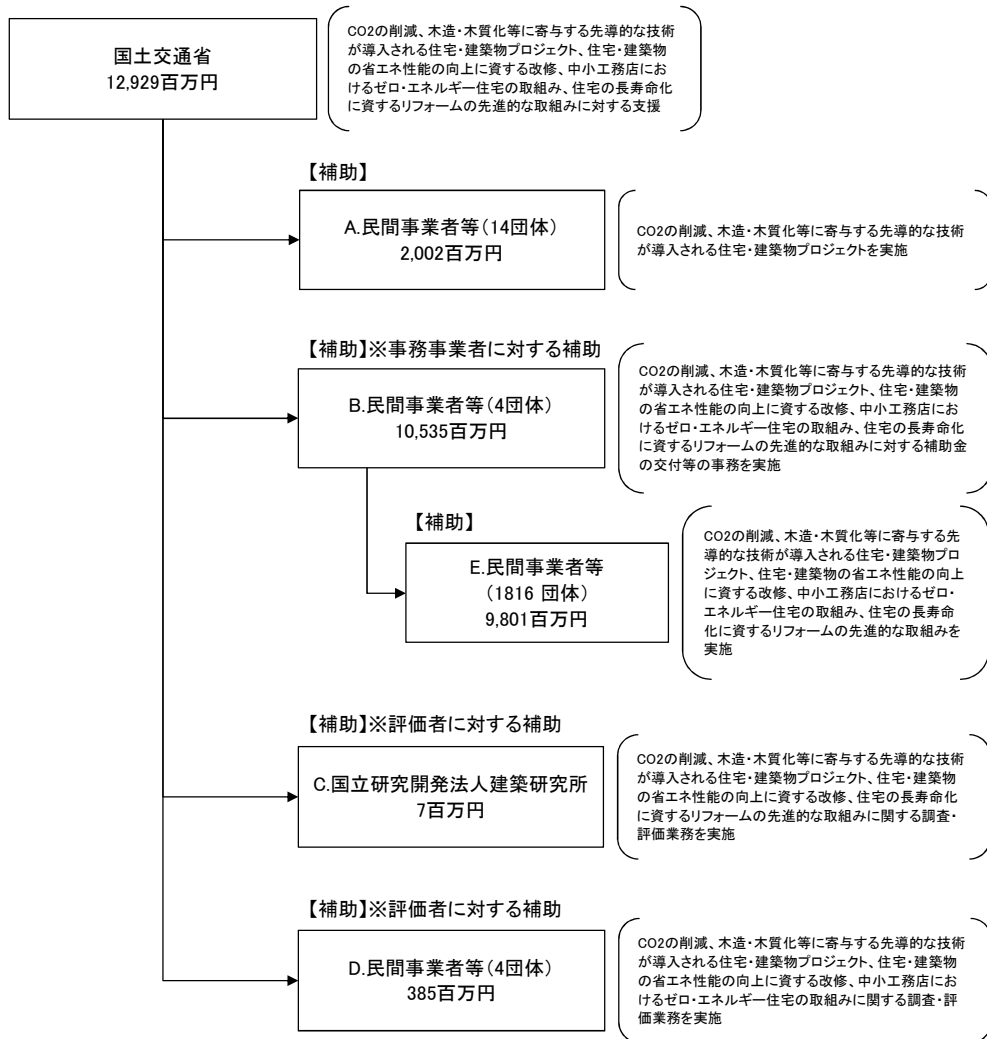 国土交通省
12,929百万円
CO2の削減、木造・木質化等に寄与する先導的な技術
が導入される住宅・建築物プロジェクト、住宅・建築物
の省エネ性能の向上に資する改修、中小工務店にお
けるゼロ・エネルギー住宅の取組み、住宅の長寿命化
に資するリフォームの先進的な取組みに対する支援
【補助】
A.民間事業者等(14団体)
2,002百万円
CO2の削減、木造・木質化等に寄与する先導的な技術
が導入される住宅・建築物プロジェクトを実施
【補助】※事務事業者に対する補助
B.民間事業者等(4団体)
10,535百万円
CO2の削減、木造・木質化等に寄与する先導的な技術
が導入される住宅・建築物プロジェクト、住宅・建築物
の省エネ性能の向上に資する改修、中小工務店にお
けるゼロ・エネルギー住宅の取組み、住宅の長寿命化
に資するリフォームの先進的な取組みに対する補助金
の交付等の事務を実施
【補助】
E.民間事業者等
(1816 団体)
9,801百万円
CO2の削減、木造・木質化等に寄与する先
導的な技術が導入される住宅・建築物プロ
ジェクト、住宅・建築物の省エネ性能の向上
に資する改修、中小工務店におけるゼロ・
エネルギー住宅の取組み、住宅の長寿命
化に資するリフォームの先進的な取組みを
実施
【補助】※評価者に対する補助
C.国立研究開発法人建築研究所
7百万円
CO2の削減、木造・木質化等に寄与する先導的な技術
が導入される住宅・建築物プロジェクト、住宅・建築物
の省エネ性能の向上に資する改修、住宅の長寿命化
に資するリフォームの先進的な取組みに関する調査・
評価業務を実施
【補助】※評価者に対する補助
D.民間事業者等(4団体)
385百万円
CO2の削減、木造・木質化等に寄与する先導的な技術
が導入される住宅・建築物プロジェクト、住宅・建築物
の省エネ性能の向上に資する改修、中小工務店にお
けるゼロ・エネルギー住宅の取組みに関する調査・評
価業務を実施